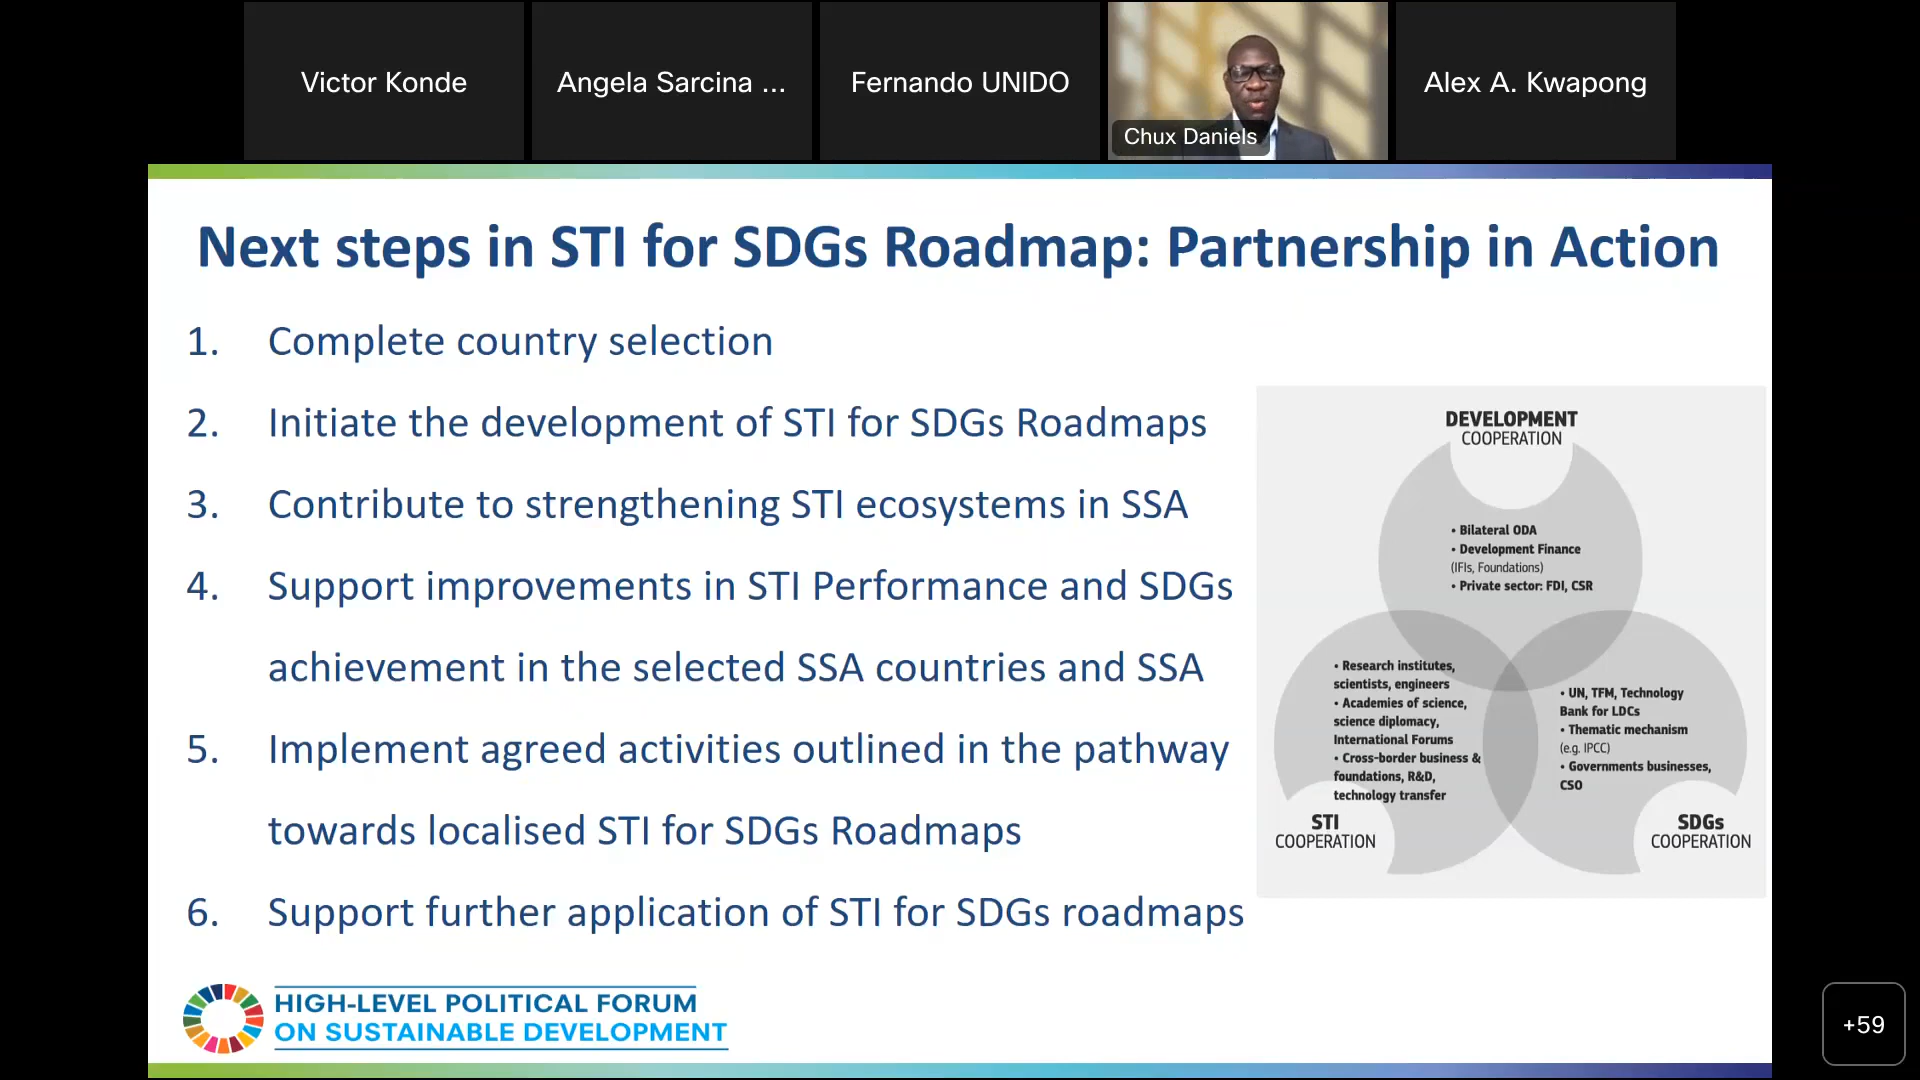 Victor Konde
Angela Sarcina ...
Fernando UNIDO
Chux Daniels
Alex A. Kwapong
Next steps in STI for SDGs Roadmap: Partnership in Action
1. Complete country selection
2. Initiate the development of STI for SDGs Roadmaps
3. Contribute to strengthening STI ecosystems in SSA
4. Support improvements in STI Performance and SDGs
achievement in the selected SSA countries and SSA
5. Implement agreed activities outlined in the pathway
towards localised STI for SDGs Roadmaps
6. Support further application of STI for SDGs roadmaps
DEVELOPMENT
COOPERATION
• Bilateral ODA
• Development Finance
(IFIs, Foundations)
• Private sector: FDI, CSR
• Research institutes,
scientists, engineers
• Academies of science,
science diplomacy,
International Forums
• Cross-border business &
foundations, R&D,
technology transfer
STI
COOPERATION
• UN, TFM, Technology
Bank for LDCs
• Thematic mechanism
(e.g. IPCC)
• Governments businesses,
CSO
SDGs
COOPERATION
HIGH-LEVEL POLITICAL FORUM
ON SUSTAINABLE DEVELOPMENT
+59